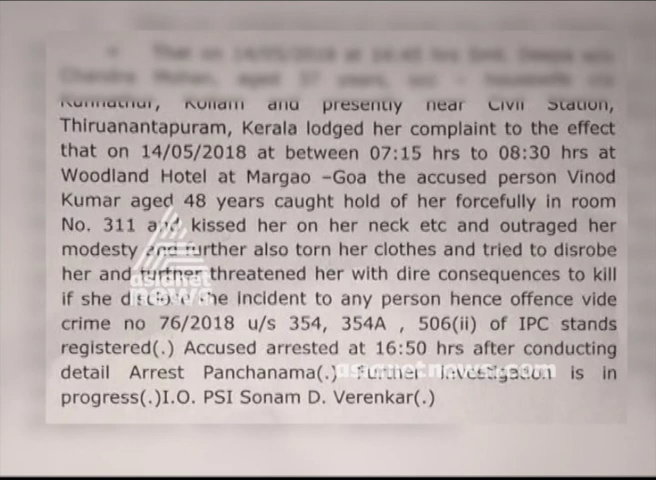 Kunnathur, Kollam and presently near Civil Station,
Thiruanantapuram, Kerala lodged her complaint to the effect
that on 14/05/2018 at between 07:15 hrs to 08:30 hrs at
Woodland Hotel at Margao –Goa the accused person Vinod
Kumar aged 48 years caught hold of her forcefully in room
No. 311 and kissed her on her neck etc and outraged her
modesty and further also torn her clothes and tried to disrobe
her and further threatened her with dire consequences to kill
if she disclose the incident to any person hence offence vide
crime no 76/2018 u/s 354, 354A , 506(ii) of IPC stands
registered(.) Accused arrested at 16:50 hrs after conducting
detail Arrest Panchanama(.) Further investigation is in
progress(.)I.O. PSI Sonam D. Verenkar(.)
asianet
news
asianetnews.com